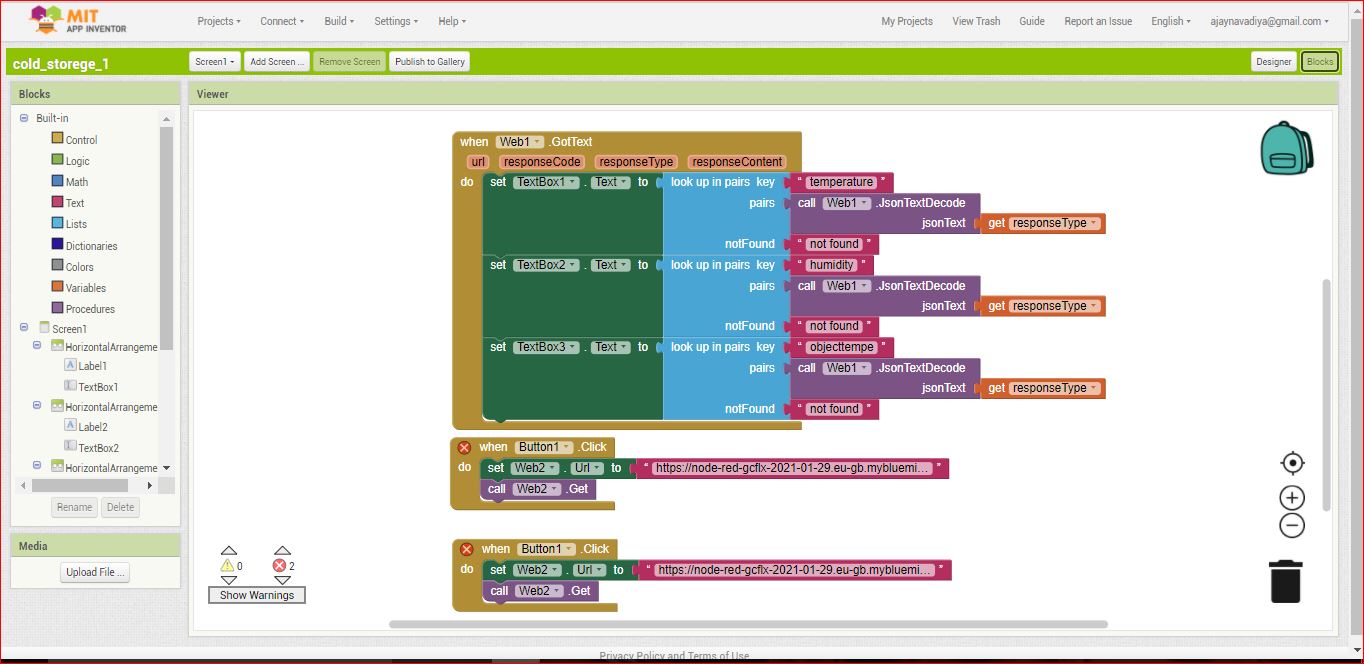 MIT
APP INVENTOR
Projects Connect Build Settings Help My Projects View Trash Guide Report an Issue English ajaynavadiya@gmail.com
cold_storege_1 Screen1 Add Screen ... Remove Screen Publish to Gallery Designer Blocks
Blocks
Built-in
Control
Logic
Math
Text
Lists
Dictionaries
Colors
Variables
Procedures
Screen1
HorizontalArrangeme
Label1
TextBox1
HorizontalArrangeme
Label2
TextBox2
HorizontalArrangeme
Rename Delete
Media
Upload File ...
Viewer
when Web1 .GotText
url responseCode responseType responseContent
do set TextBox1 . Text to look up in pairs key " temperature "
pairs call Web1 .JsonTextDecode
jsonText get responseType
notFound " not found "
set TextBox2 . Text to look up in pairs key " humidity "
pairs call Web1 .JsonTextDecode
jsonText get responseType
notFound " not found "
set TextBox3 . Text to look up in pairs key " objecttempe "
pairs call Web1 .JsonTextDecode
jsonText get responseType
notFound " not found "
when Button1 .Click
do set Web2 . Url to " https://node-red-gcflx-2021-01-29.eu-gb.mybluemi... "
call Web2 .Get
when Button1 .Click
do set Web2 . Url to " https://node-red-gcflx-2021-01-29.eu-gb.mybluemi... "
call Web2 .Get
0 2
Show Warnings
Privacy Policy and Terms of Use